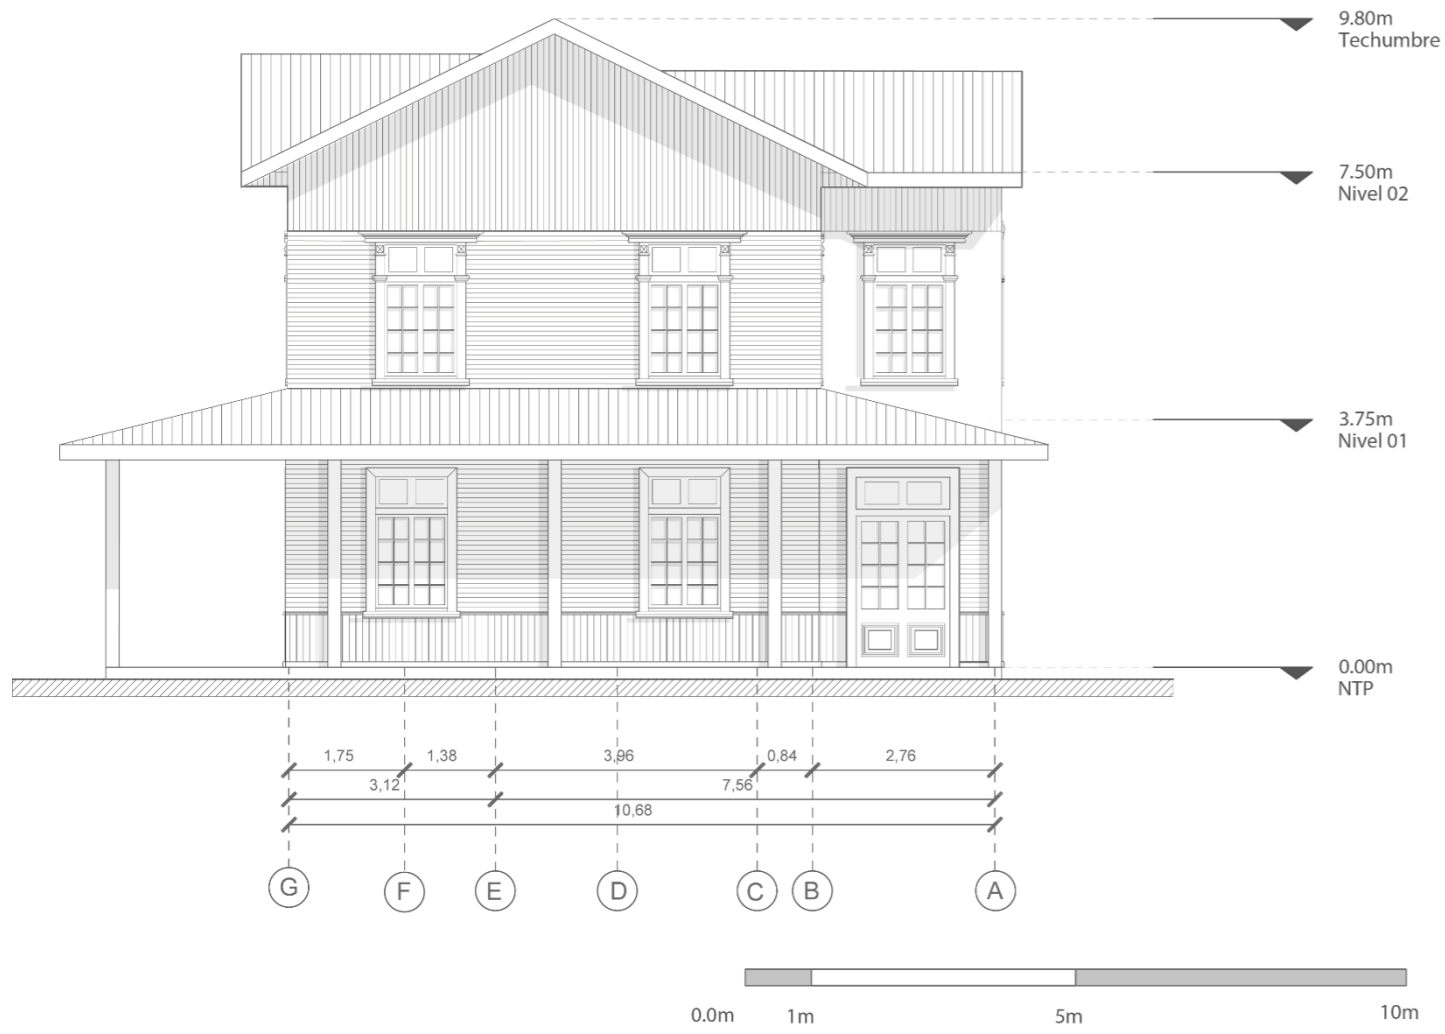 9.80m
Techumbre
7.50m
Nivel 02
3.75m
Nivel 01
0.00m
NTP
1,75
1,38
3,96
0,84
2,76
3,12
7,56
10,68
G
F
E
D
C
B
A
0.0m
1m
5m
10m